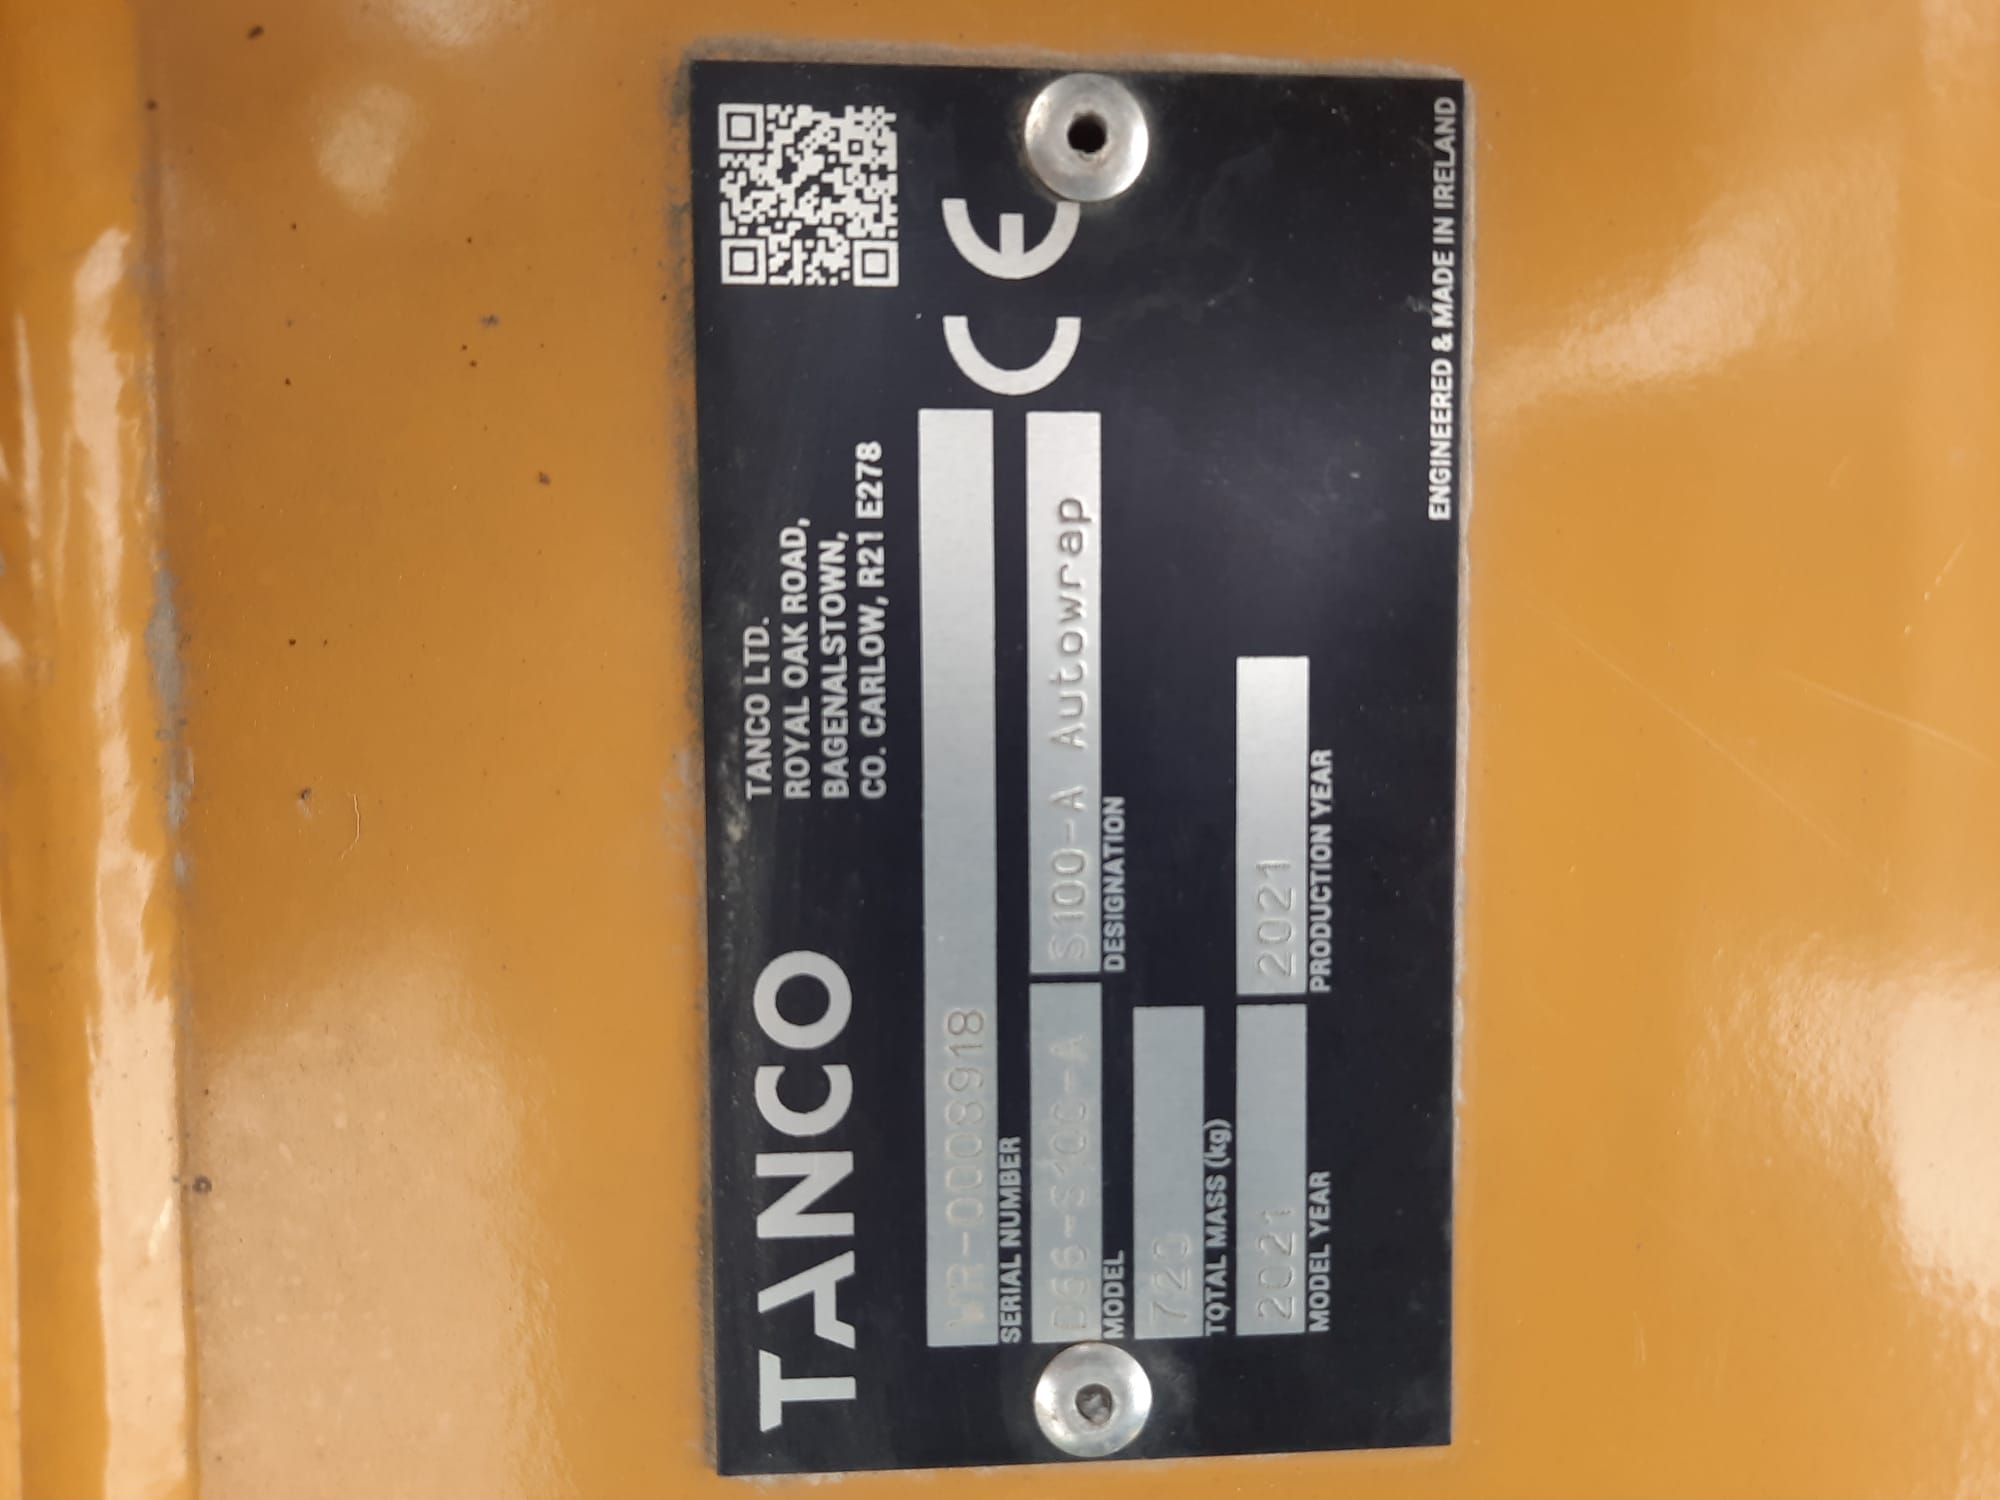 TANCO
TANCO LTD.
ROYAL OAK ROAD,
BAGENALSTOWN,
CO. CARLOW, R21 E278
WR-0008918
SERIAL NUMBER
CE
D66-S100-A
MODEL
S100-A Autowrap
DESIGNATION
720
TOTAL MASS (kg)
2021
MODEL YEAR
2021
PRODUCTION YEAR
ENGINEERED & MADE IN IRELAND